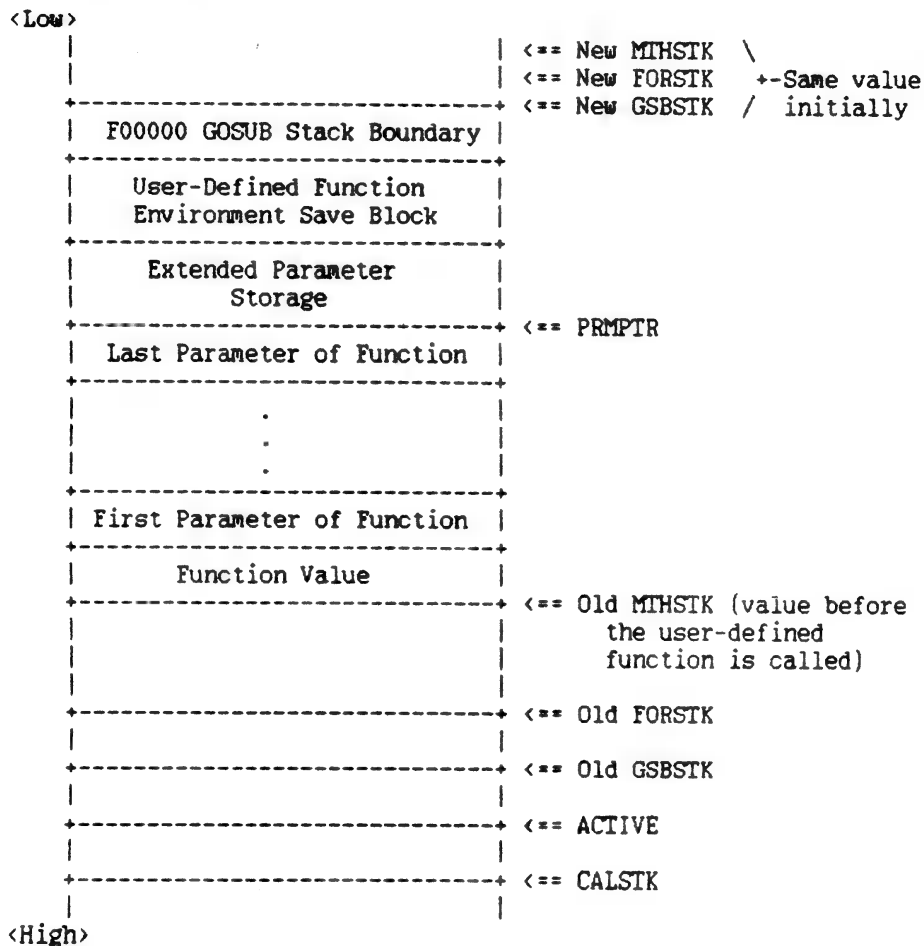 <Low>
<== New MTHSTK \
<== New FORSTK +-Same value
<== New GSBSTK / initially
F00000 GOSUB Stack Boundary
User-Defined Function
Environment Save Block
Extended Parameter
Storage
<== PRMPTR
Last Parameter of Function
.
.
.
First Parameter of Function
Function Value
<== Old MTHSTK (value before
the user-defined
function is called)
<== Old FORSTK
<== Old GSBSTK
<== ACTIVE
<== CALSTK
<High>